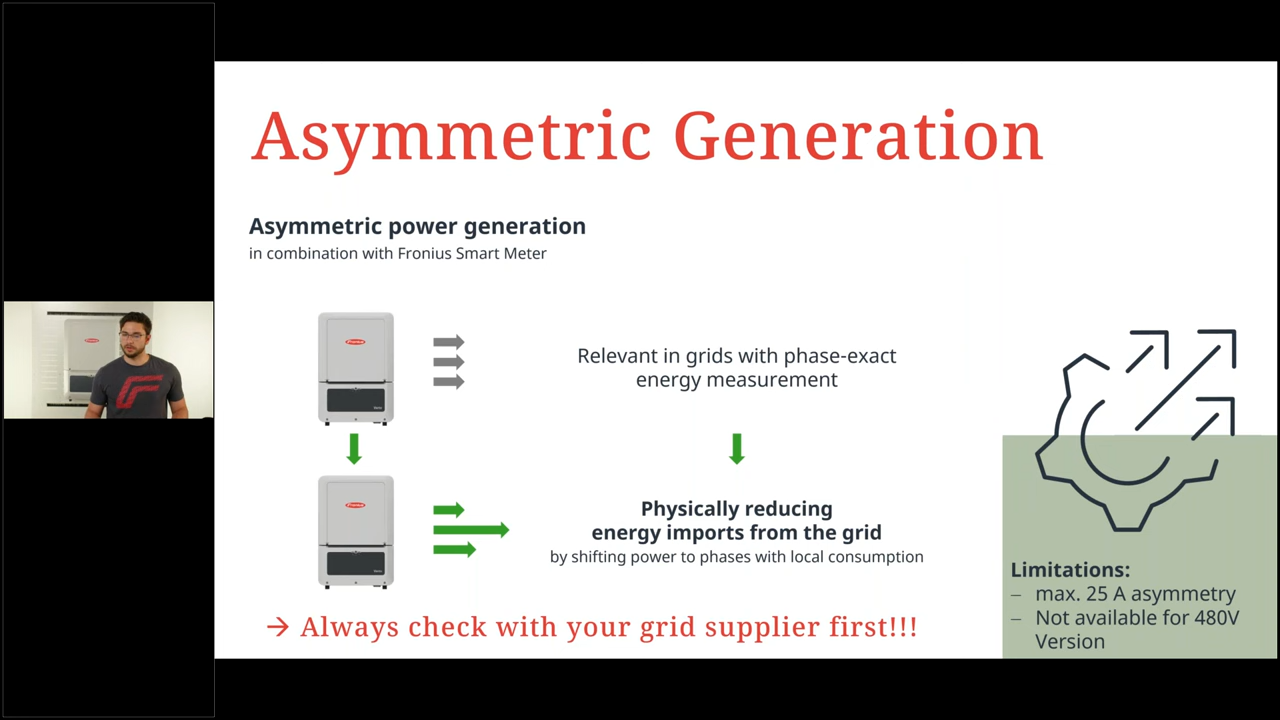 Asymmetric Generation
Asymmetric power generation
in combination with Fronius Smart Meter
Fronius
Relevant in grids with phase-exact
energy measurement
Fronius
Physically reducing
energy imports from the grid
by shifting power to phases with local consumption
→ Always check with your grid supplier first!!!
Limitations:
– max. 25 A asymmetry
– Not available for 480V
Version